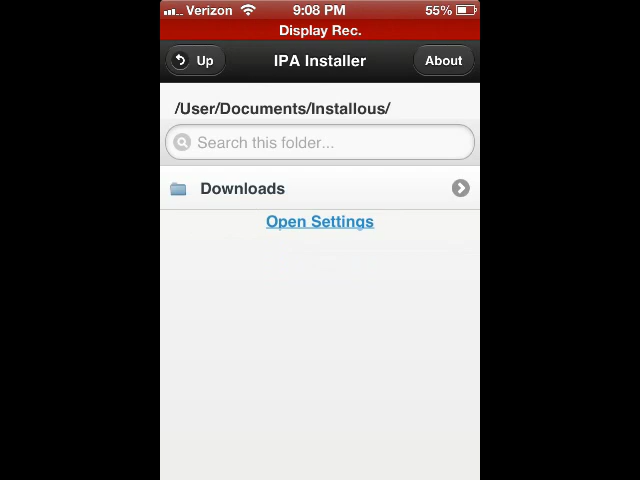 Verizon 9:08 PM 55%
Display Rec.
Up IPA Installer About
/User/Documents/Installous/
Search this folder...
Downloads
Open Settings